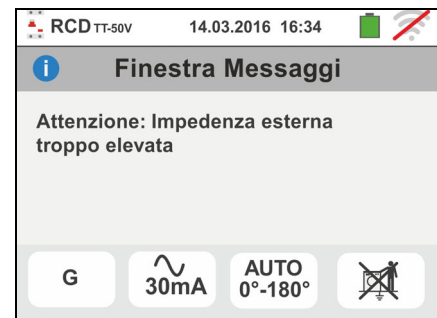 RCD TT-50V 14.03.2016 16:34
i Finestra Messaggi
Attenzione: Impedenza esterna
troppo elevata
G 30mA AUTO
0°-180°